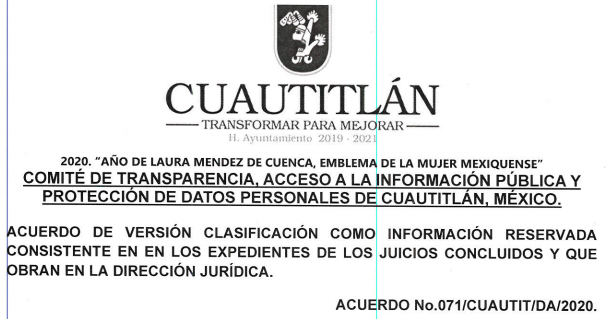 CUAUTITLÁN
TRANSFORMAR PARA MEJORAR
H. Ayuntamiento 2019 - 2021
2020. “AÑO DE LAURA MENDEZ DE CUENCA, EMBLEMA DE LA MUJER MEXIQUENSE”
COMITÉ DE TRANSPARENCIA, ACCESO A LA INFORMACIÓN PÚBLICA Y
PROTECCIÓN DE DATOS PERSONALES DE CUAUTITLÁN, MÉXICO.
ACUERDO DE VERSIÓN CLASIFICACIÓN COMO INFORMACIÓN RESERVADA
CONSISTENTE EN EN LOS EXPEDIENTES DE LOS JUICIOS CONCLUIDOS Y QUE
OBRAN EN LA DIRECCIÓN JURÍDICA.
ACUERDO No.071/CUAUTIT/DA/2020.